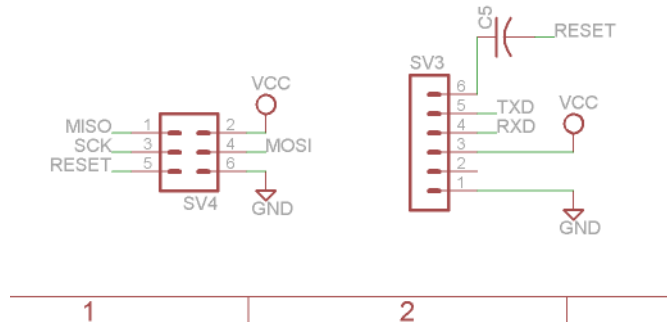 C5
RESET
SV3
VCC
MISO 1 2
SCK 3 4 MOSI
RESET 5 6
SV4
GND
6
5 TXD
4 RXD
VCC
3
2
1
GND
1 2